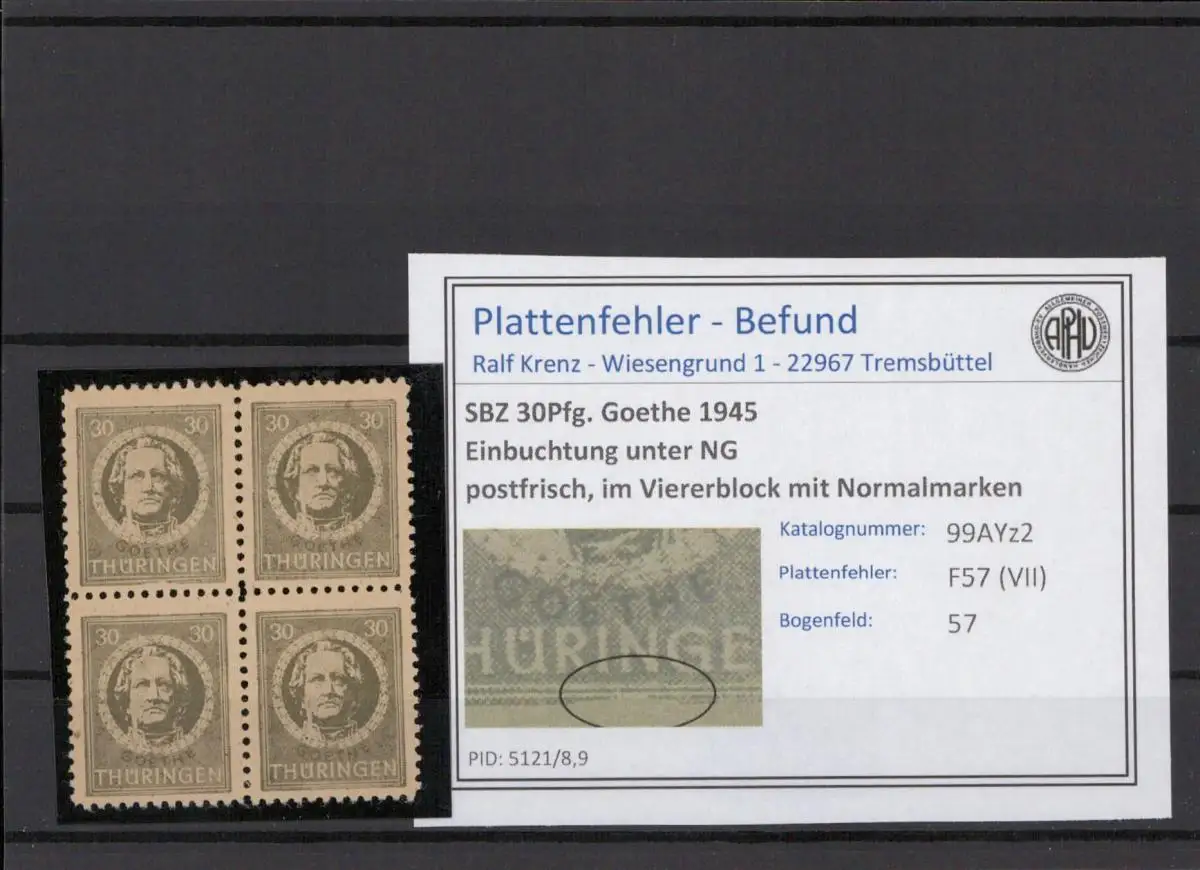 30 30
GOETHE
THÜRINGEN
30 30
GOETHE
THÜRINGEN
30 30
GOETHE
THÜRINGEN
30 30
GOETHE
THÜRINGEN
Plattenfehler - Befund
Ralf Krenz - Wiesengrund 1 - 22967 Tremsbüttel
APHV
SBZ 30Pfg. Goethe 1945
Einbuchtung unter NG
postfrisch, im Viererblock mit Normalmarken
GOETHE
HÜRINGE
Katalognummer: 99AYz2
Plattenfehler: F57 (VII)
Bogenfeld: 57
PID: 5121/8,9